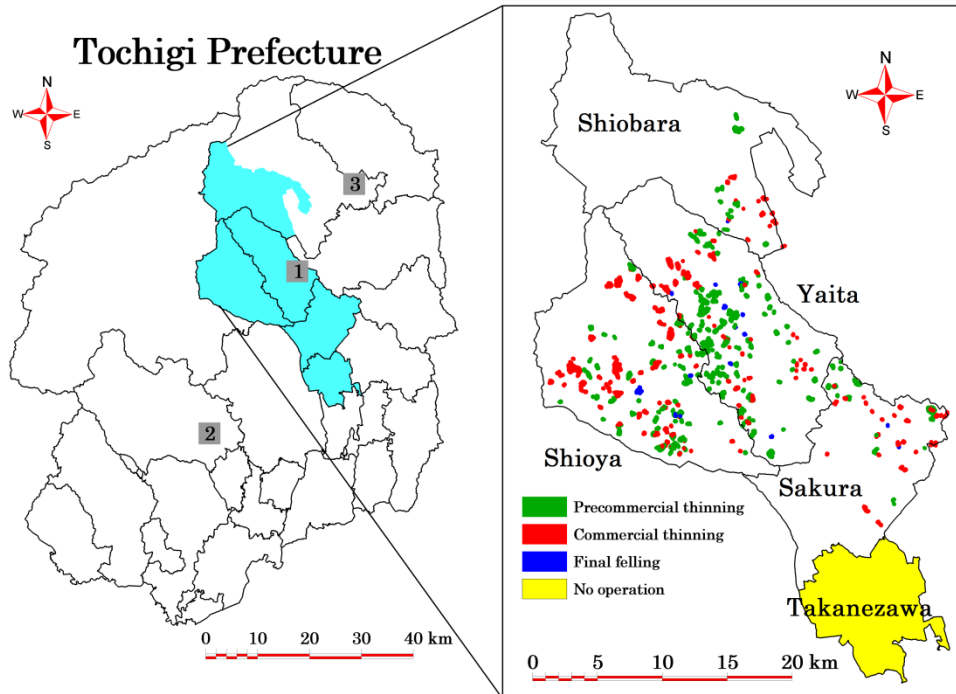 Tochigi Prefecture
N
W E
S
3
1
2
0 10 20 30 40 km
N
W E
S
Shiobara
Yaita
Shioya
Sakura
Precommercial thinning
Commercial thinning
Final felling
No operation
Takanezawa
0 5 10 15 20 km